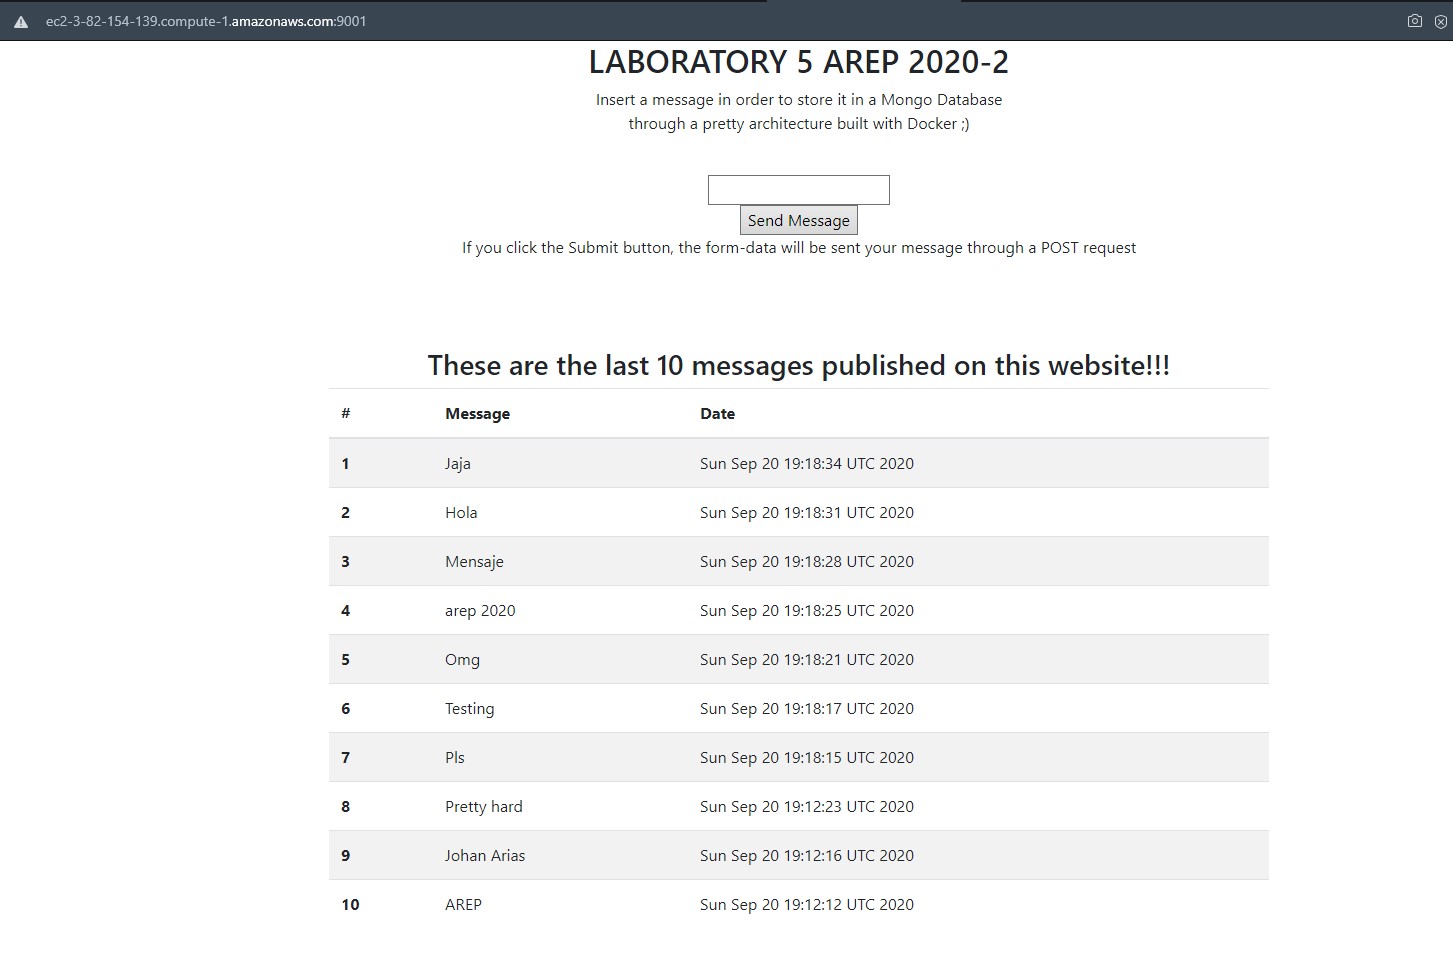 ec2-3-82-154-139.compute-1.amazonaws.com:9001
LABORATORY 5 AREP 2020-2
Insert a message in order to store it in a Mongo Database
through a pretty architecture built with Docker ;)
Send Message
If you click the Submit button, the form-data will be sent your message through a POST request
These are the last 10 messages published on this website!!!
# Message Date
1 Jaja Sun Sep 20 19:18:34 UTC 2020
2 Hola Sun Sep 20 19:18:31 UTC 2020
3 Mensaje Sun Sep 20 19:18:28 UTC 2020
4 arep 2020 Sun Sep 20 19:18:25 UTC 2020
5 Omg Sun Sep 20 19:18:21 UTC 2020
6 Testing Sun Sep 20 19:18:17 UTC 2020
7 Pls Sun Sep 20 19:18:15 UTC 2020
8 Pretty hard Sun Sep 20 19:12:23 UTC 2020
9 Johan Arias Sun Sep 20 19:12:16 UTC 2020
10 AREP Sun Sep 20 19:12:12 UTC 2020